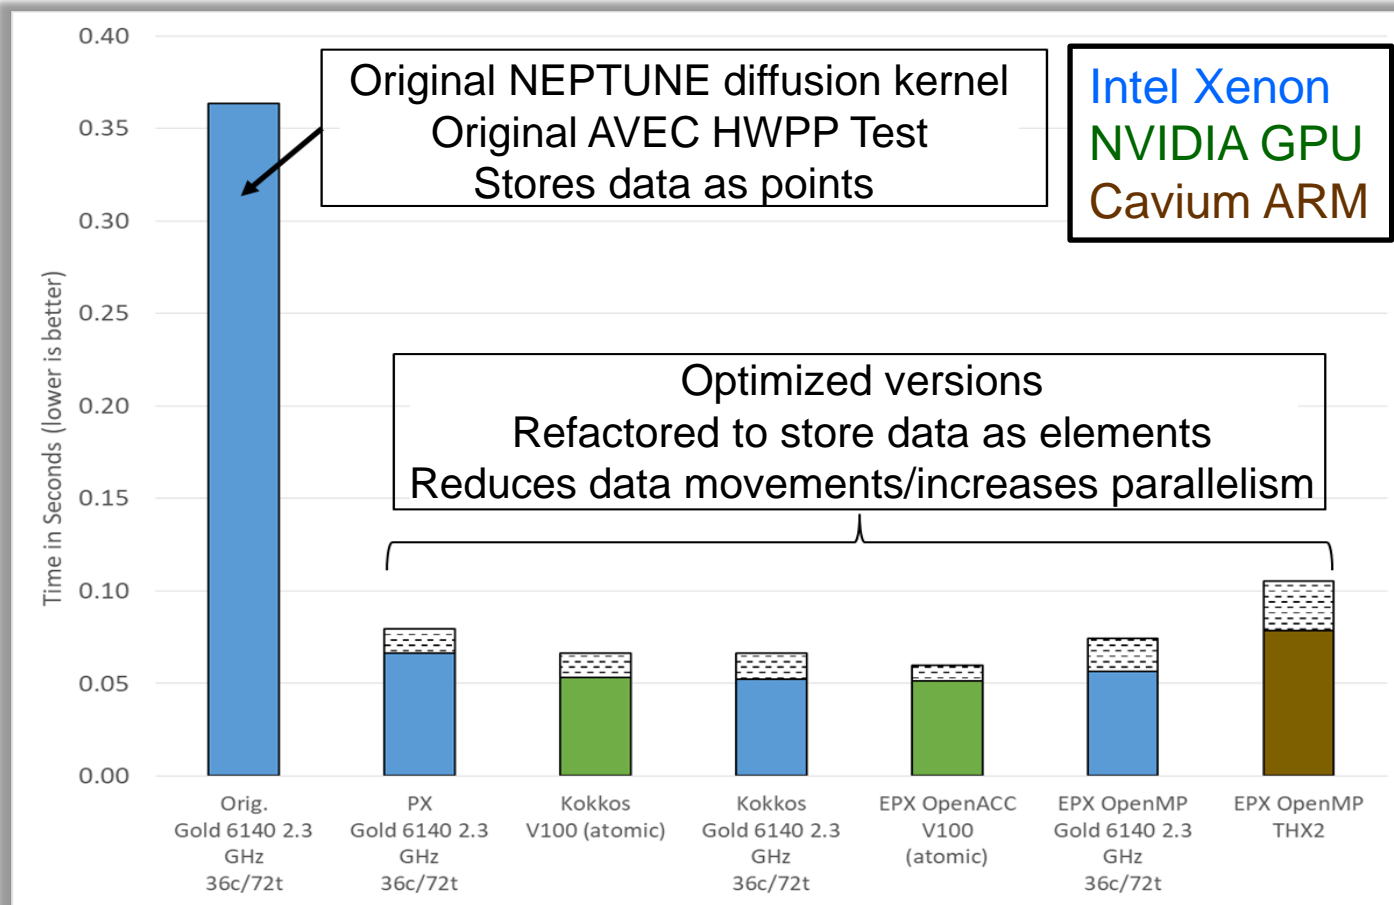 0.40
0.35
0.30
0.25
0.20
0.15
0.10
0.05
0.00
Time in Seconds (lower is better)
Original NEPTUNE diffusion kernel
Original AVEC HWPP Test
Stores data as points
Intel Xenon
NVIDIA GPU
Cavium ARM
Optimized versions
Refactored to store data as elements
Reduces data movements/increases parallelism
Orig.
Gold 6140 2.3
GHz
36c/72t
PX
Gold 6140 2.3
GHz
36c/72t
Kokkos
V100 (atomic)
Kokkos
Gold 6140 2.3
GHz
36c/72t
EPX OpenACC
V100
(atomic)
EPX OpenMP
Gold 6140 2.3
GHz
36c/72t
EPX OpenMP
THX2